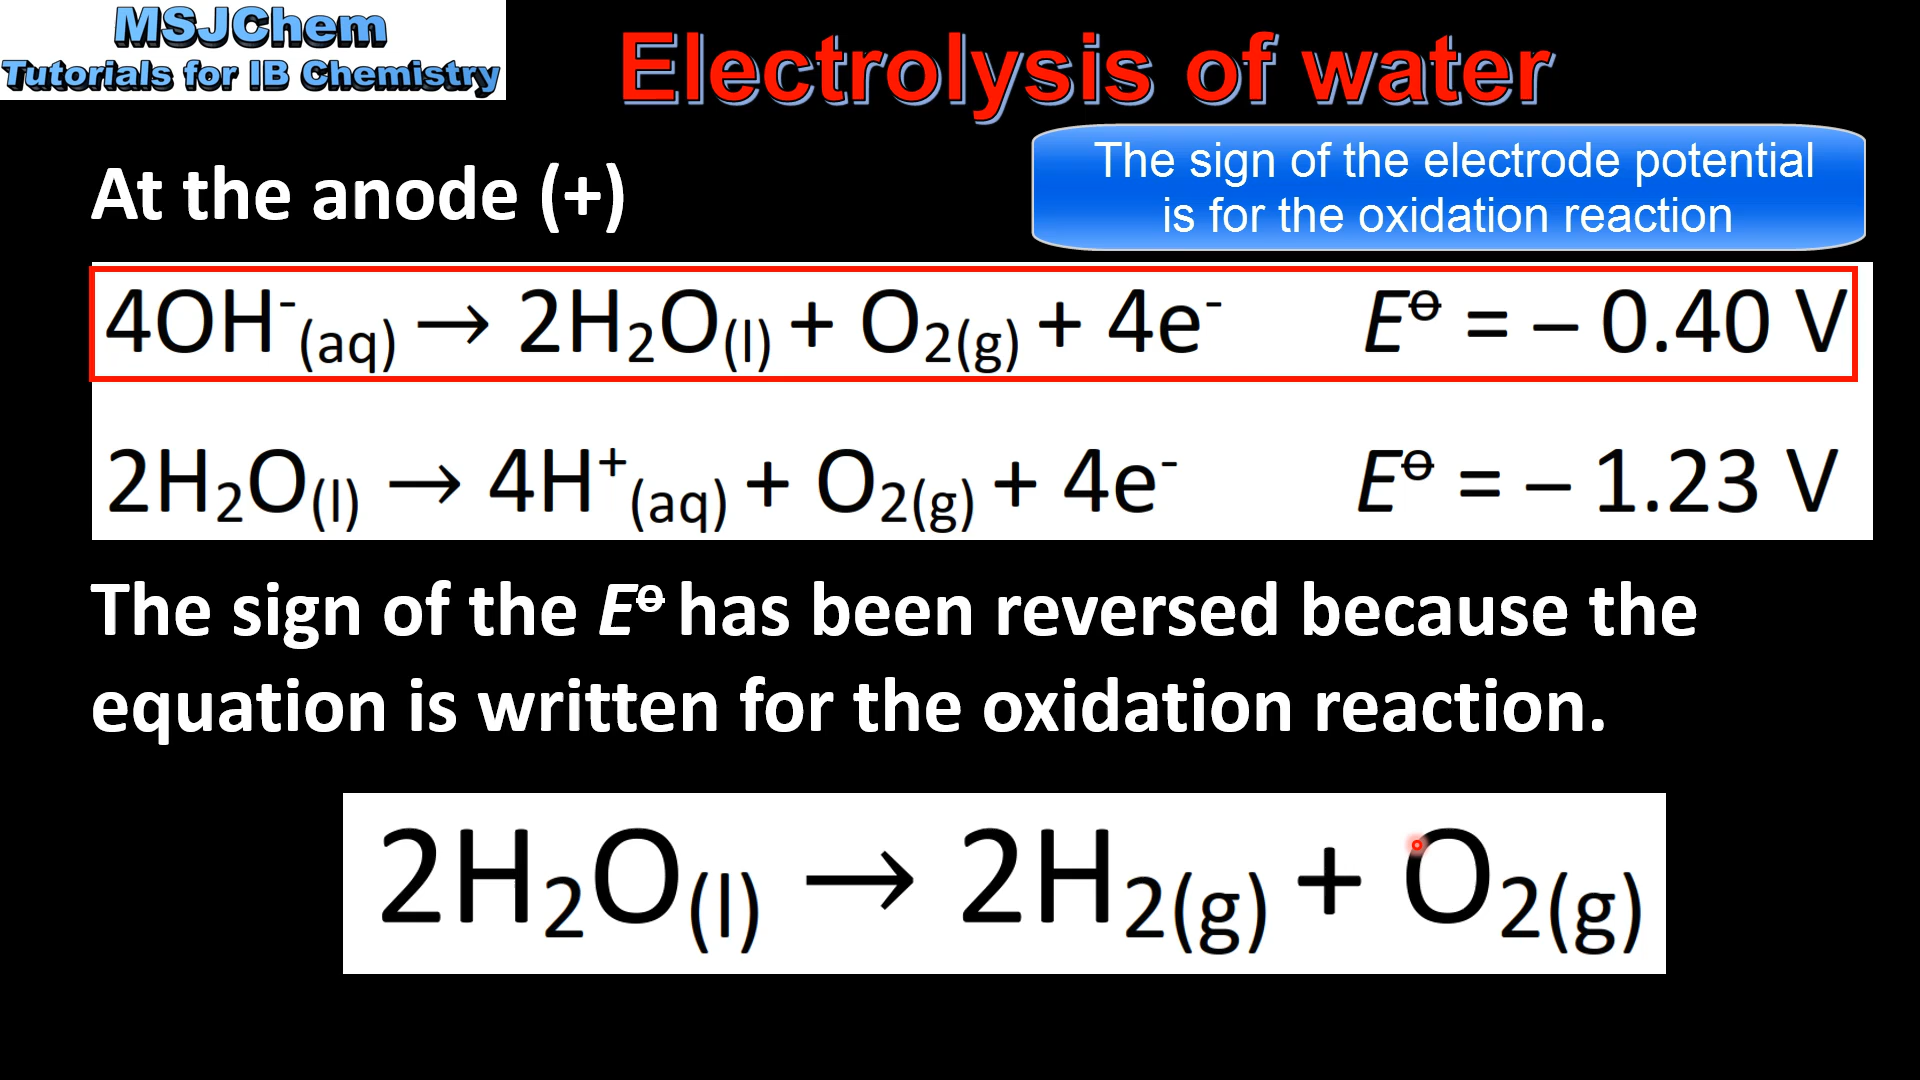 MSJChem
Tutorials for IB Chemistry
Electrolysis of water
The sign of the electrode potential
is for the oxidation reaction
At the anode (+)
4OH⁻(aq) → 2H₂O(l) + O₂(g) + 4e⁻ E⊖ = – 0.40 V
2H₂O(l) → 4H⁺(aq) + O₂(g) + 4e⁻ E⊖ = – 1.23 V
The sign of the E⊖ has been reversed because the
equation is written for the oxidation reaction.
2H₂O(l) → 2H₂(g) + O₂(g)